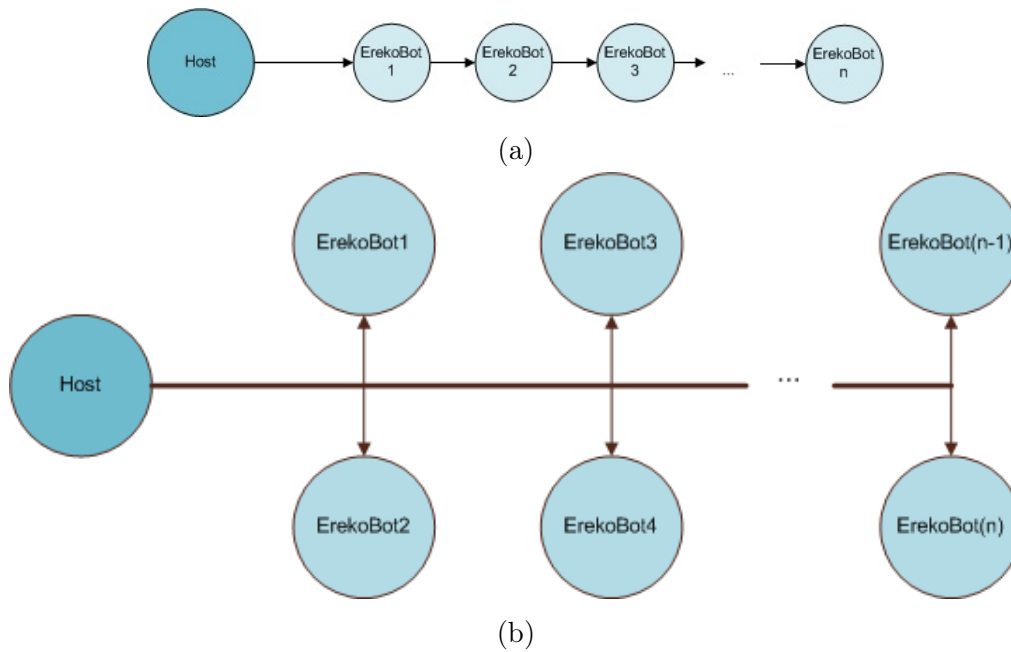 Host
ErekoBot
1
ErekoBot
2
ErekoBot
3
...
ErekoBot
n
(a)
ErekoBot1
ErekoBot3
ErekoBot(n-1)
Host
...
ErekoBot2
ErekoBot4
ErekoBot(n)
(b)